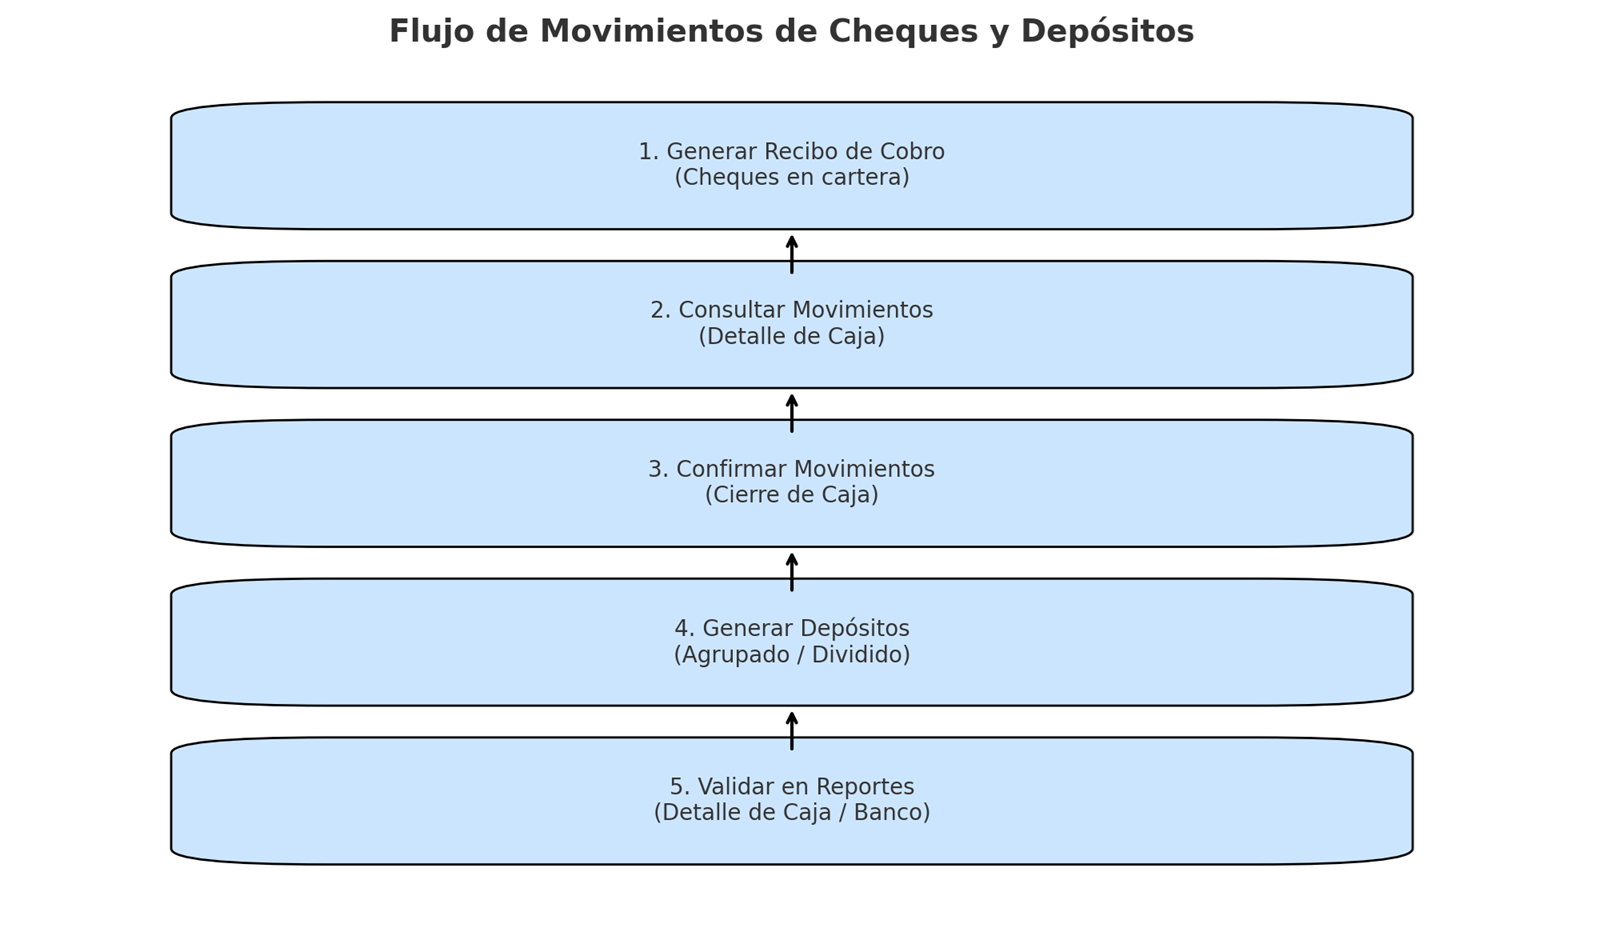 Flujo de Movimientos de Cheques y Depósitos
1. Generar Recibo de Cobro
(Cheques en cartera)
2. Consultar Movimientos
(Detalle de Caja)
3. Confirmar Movimientos
(Cierre de Caja)
4. Generar Depósitos
(Agrupado / Dividido)
5. Validar en Reportes
(Detalle de Caja / Banco)